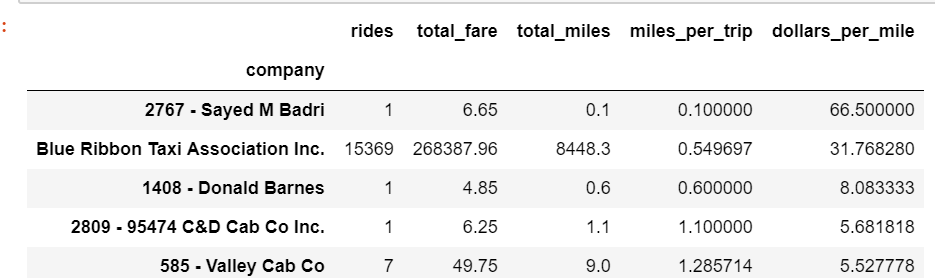 :
rides total_fare total_miles miles_per_trip dollars_per_mile
company
2767 - Sayed M Badri 1 6.65 0.1 0.100000 66.500000
Blue Ribbon Taxi Association Inc. 15369 268387.96 8448.3 0.549697 31.768280
1408 - Donald Barnes 1 4.85 0.6 0.600000 8.083333
2809 - 95474 C&D Cab Co Inc. 1 6.25 1.1 1.100000 5.681818
585 - Valley Cab Co 7 49.75 9.0 1.285714 5.527778